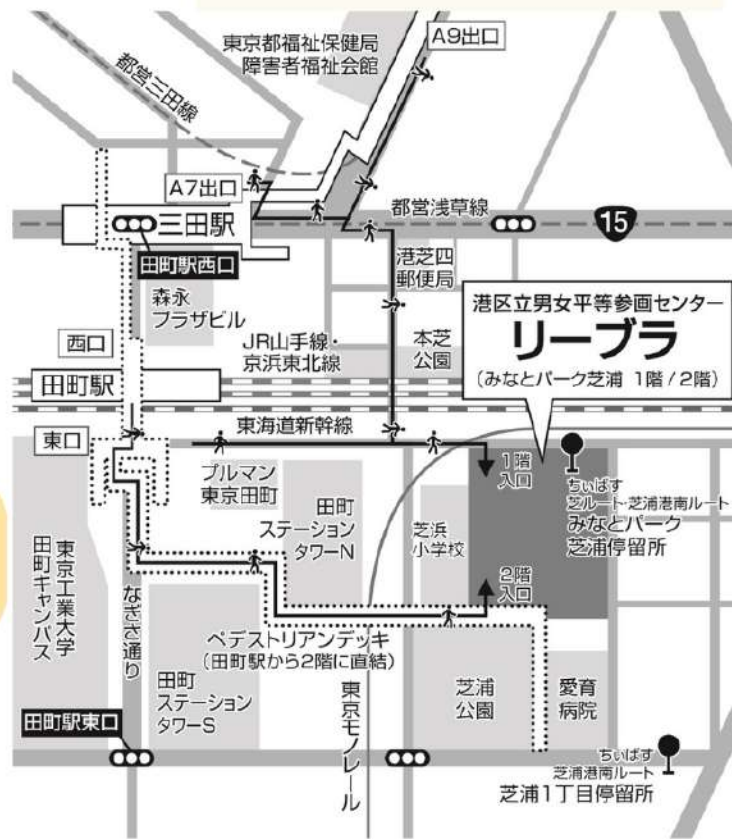 A9出口
東京都福祉保健局
障害者福祉会館
都営三田線
A7出口
三田駅
都営浅草線
15
田町駅西口
港芝四
郵便局
森永
プラザビル
港区立男女平等参画センター
リーブラ
(みなとパーク芝浦 1階/2階)
西口
JR山手線・
京浜東北線
本芝
公園
田町駅
東口
東海道新幹線
1階
入口
ちぃばす
芝ルート・芝浦港南ルート
みなとパーク
芝浦停留所
プルマン
東京田町
田町
ステーション
タワーN
芝浜
小学校
東京工業大学
田町キャンパス
なぎさ通り
2階
入口
ペデストリアンデッキ
(田町駅から2階に直結)
田町
ステーション
タワーS
東京モノレール
芝浦
公園
愛育
病院
田町駅東口
ちぃばす
芝浦港南ルート
芝浦1丁目停留所